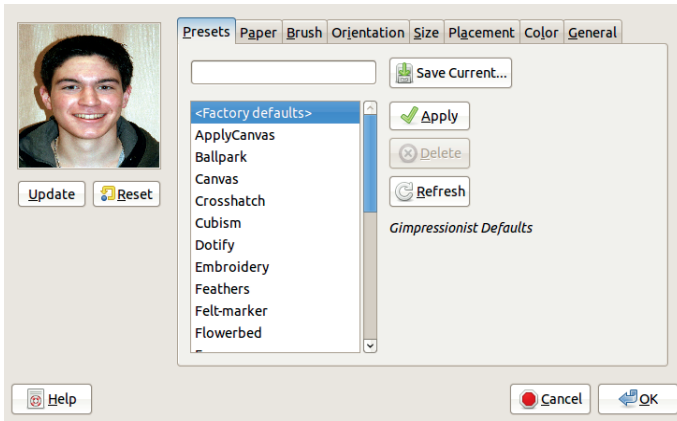 Presets Paper Brush Orientation Size Placement Color General
Save Current...
<Factory defaults>
ApplyCanvas
Ballpark
Canvas
Crosshatch
Cubism
Dotify
Embroidery
Feathers
Felt-marker
Flowerbed
Apply
Delete
Refresh
Gimpressionist Defaults
Update Reset
Help Cancel OK